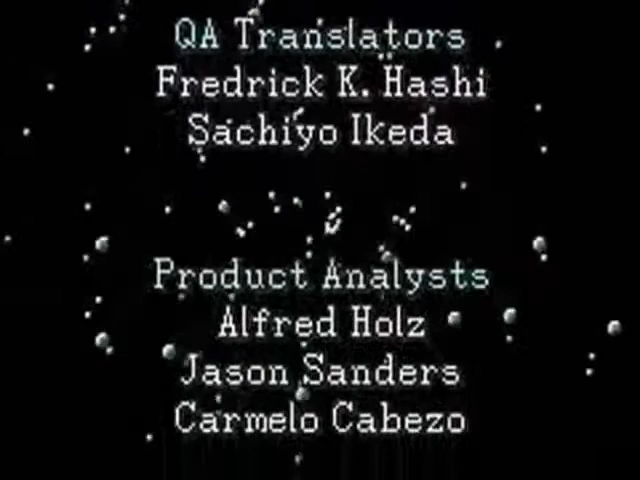 QA Translators
Fredrick K. Hashi
Sachiyo Ikeda
Product Analysts
Alfred Holz
Jason Sanders
Carmelo Cabezo